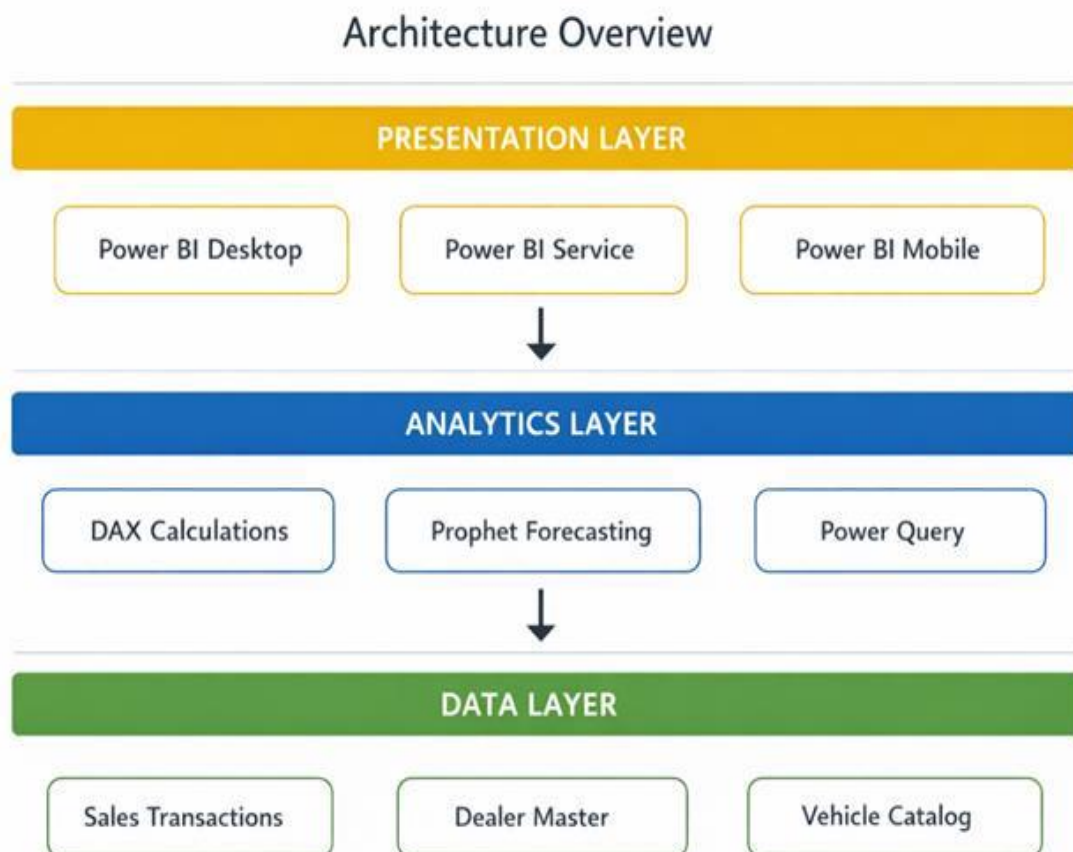 Architecture Overview
PRESENTATION LAYER
Power BI Desktop
Power BI Service
Power BI Mobile
ANALYTICS LAYER
DAX Calculations
Prophet Forecasting
Power Query
DATA LAYER
Sales Transactions
Dealer Master
Vehicle Catalog